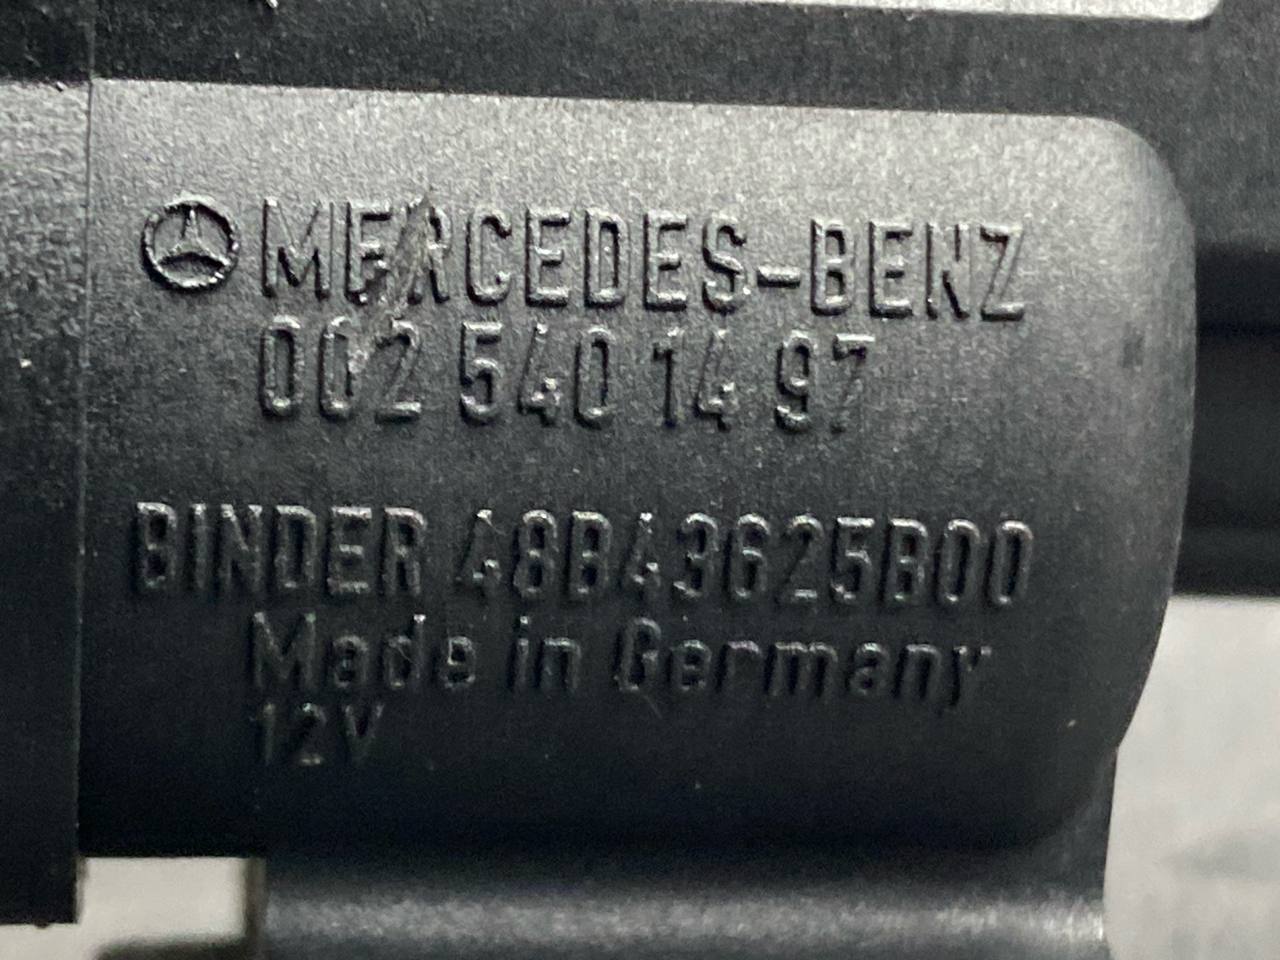 MERCEDES-BENZ
002 540 14 97
BINDER 48B43625B00
Made in Germany
12V